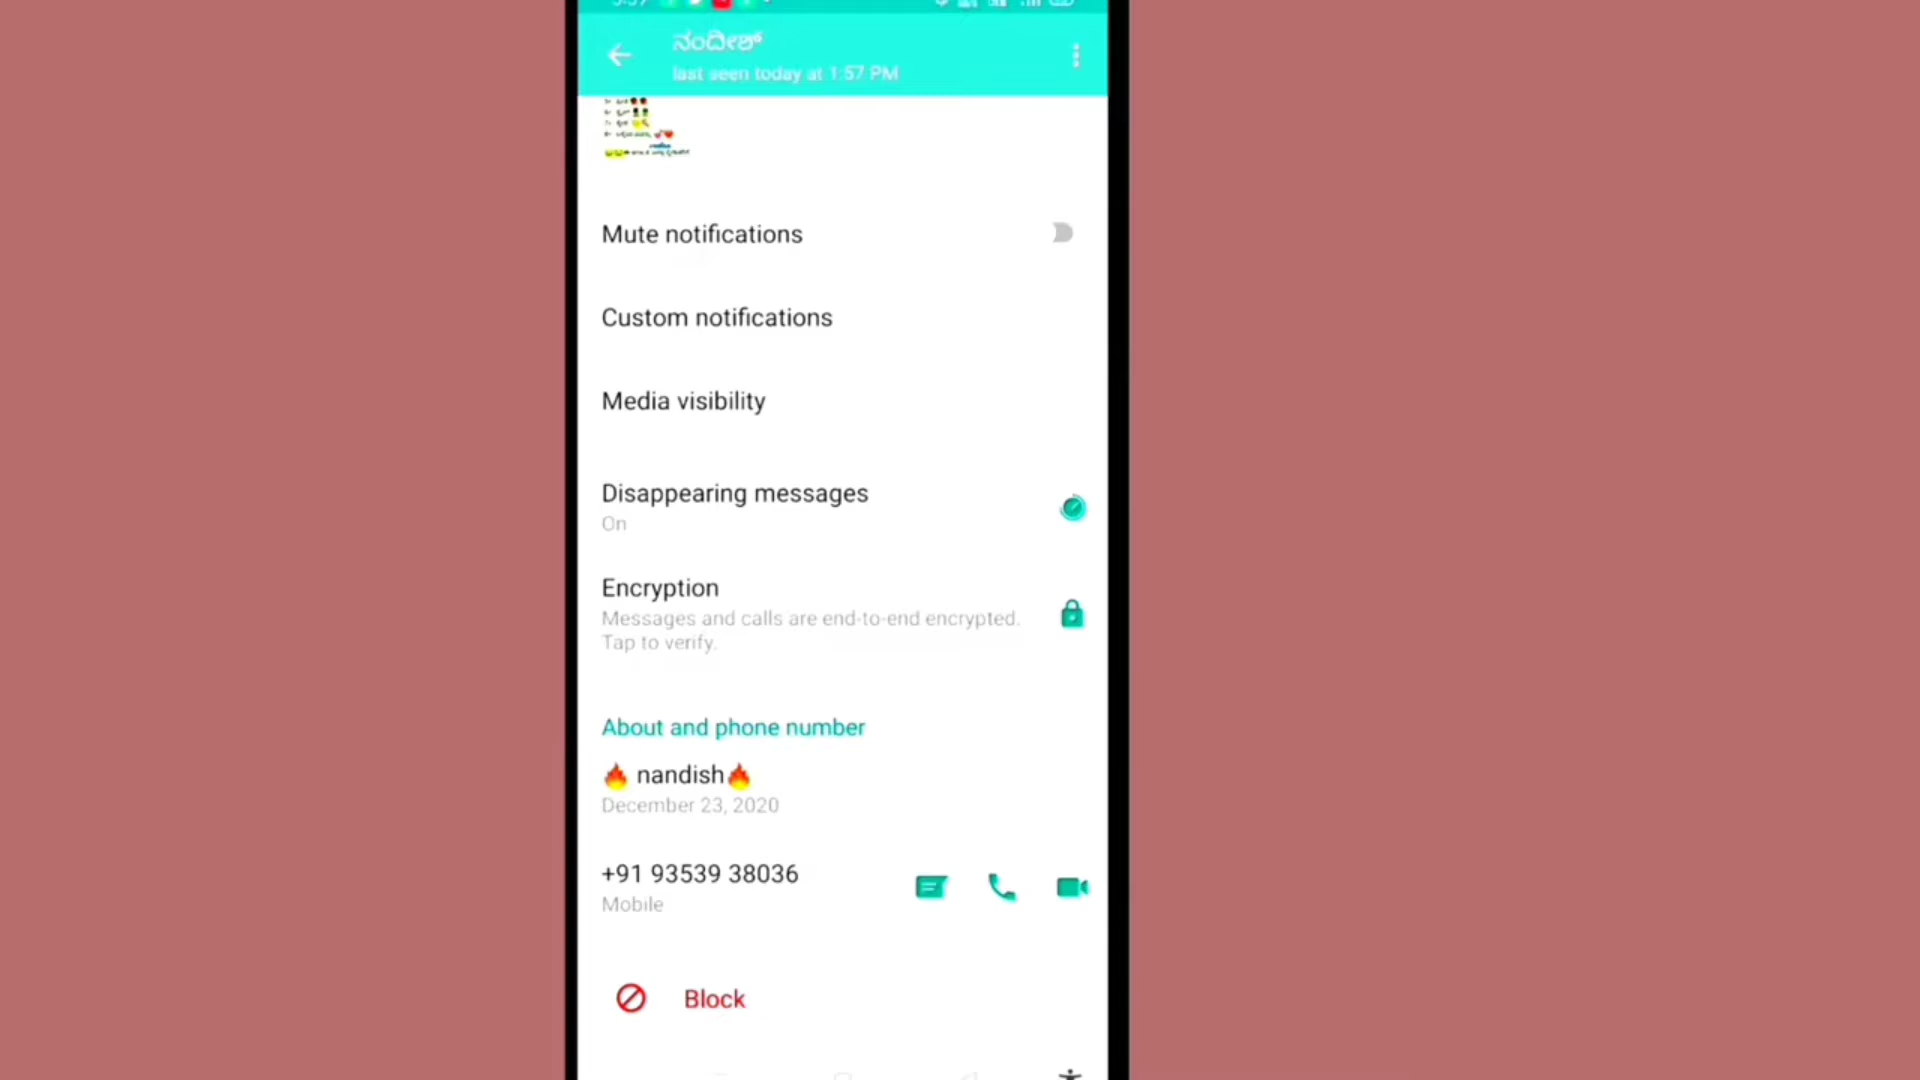 ನಂದೀಶ್
last seen today at 1:57 PM
Mute notifications
Custom notifications
Media visibility
Disappearing messages
On
Encryption
Messages and calls are end-to-end encrypted.
Tap to verify.
About and phone number
🔥 nandish🔥
December 23, 2020
+91 93539 38036
Mobile
Block